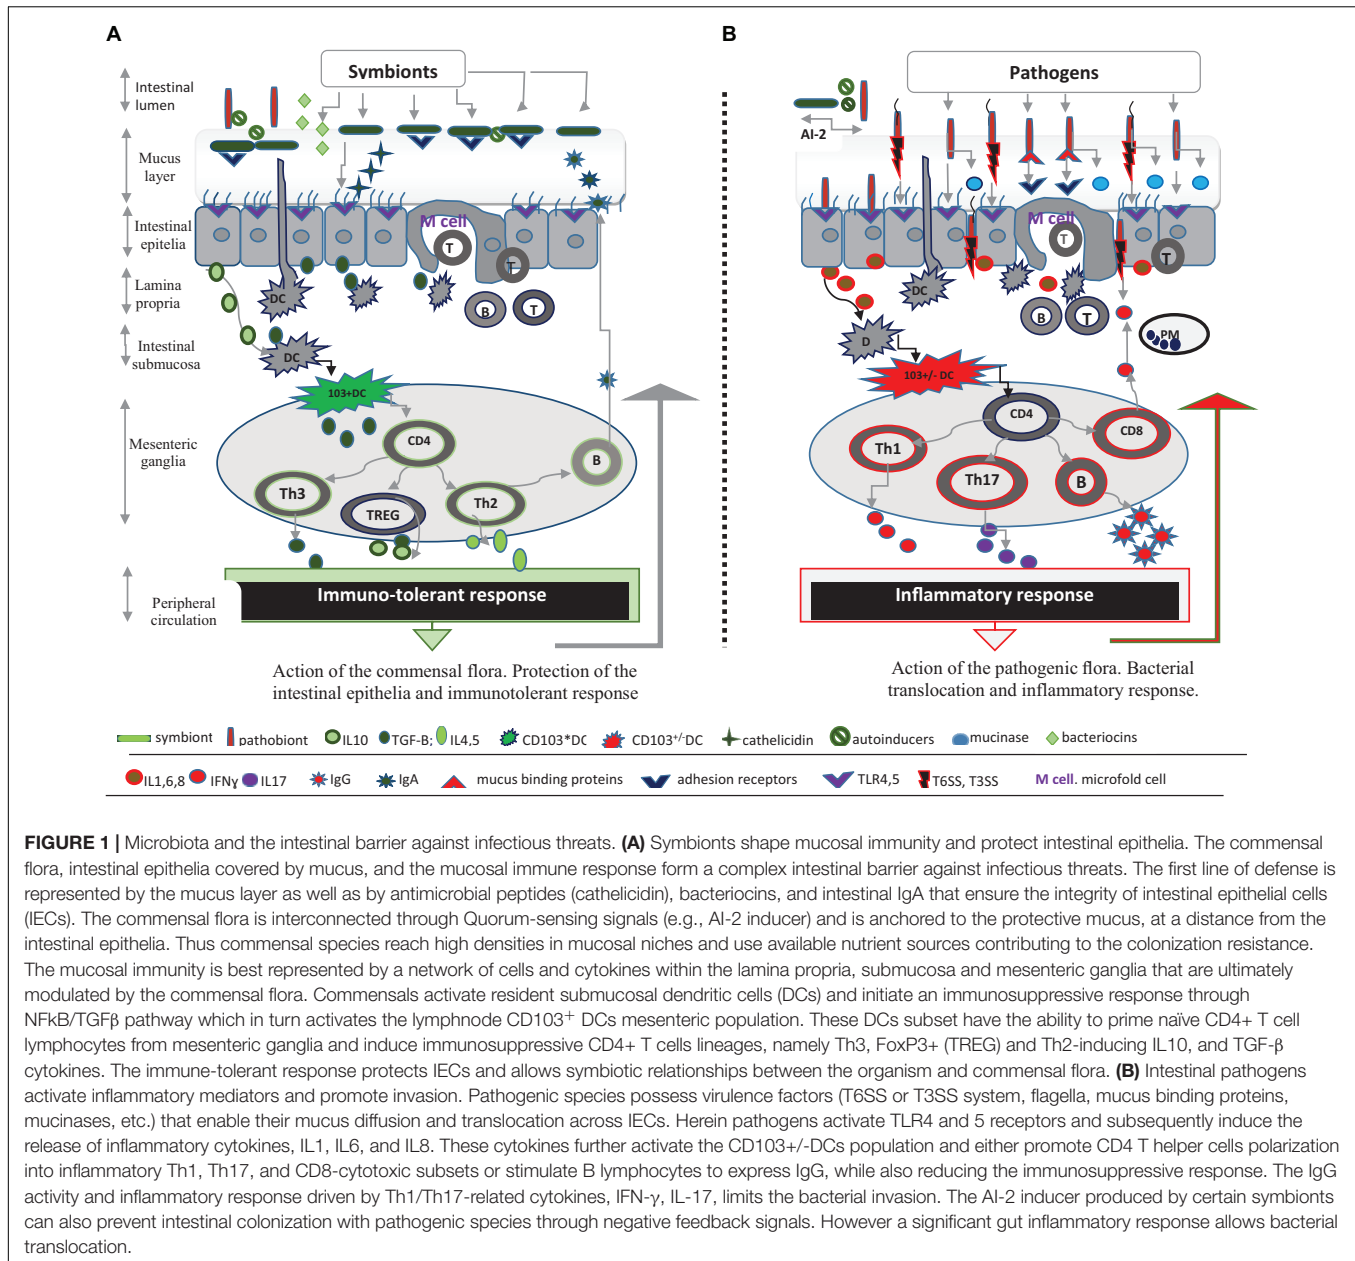 A
B
Symbionts
Pathogens
Intestinal
lumen
AI-2
Mucus
layer
M cell
M cell
Intestinal
epitelia
T
T
T
T
Lamina
propria
DC
B
T
DC
B
T
PM
Intestinal
submucosa
DC
D
103+DC
103+/- DC
Mesenteric
ganglia
CD4
B
Th3
TREG
Th2
CD4
CD8
Th1
Th17
B
Peripheral
circulation
Immuno-tolerant response
Inflammatory response
Action of the commensal flora. Protection of the
intestinal epithelia and immunotolerant response
Action of the pathogenic flora. Bacterial
translocation and inflammatory response.
symbiont pathobiont IL10 TGF-B; IL4,5 CD103*DC CD103+/-DC cathelicidin autoinducers mucinase bacteriocins
IL1,6,8 IFNɣ IL17 IgG IgA mucus binding proteins adhesion receptors TLR4,5 T6SS, T3SS M cell. microfold cell
FIGURE 1 | Microbiota and the intestinal barrier against infectious threats. (A) Symbionts shape mucosal immunity and protect intestinal epithelia. The commensal
flora, intestinal epithelia covered by mucus, and the mucosal immune response form a complex intestinal barrier against infectious threats. The first line of defense is
represented by the mucus layer as well as by antimicrobial peptides (cathelicidin), bacteriocins, and intestinal IgA that ensure the integrity of intestinal epithelial cells
(IECs). The commensal flora is interconnected through Quorum-sensing signals (e.g., AI-2 inducer) and is anchored to the protective mucus, at a distance from the
intestinal epithelia. Thus commensal species reach high densities in mucosal niches and use available nutrient sources contributing to the colonization resistance.
The mucosal immunity is best represented by a network of cells and cytokines within the lamina propria, submucosa and mesenteric ganglia that are ultimately
modulated by the commensal flora. Commensals activate resident submucosal dendritic cells (DCs) and initiate an immunosuppressive response through
NFkB/TGFβ pathway which in turn activates the lymphnode CD103+ DCs mesenteric population. These DCs subset have the ability to prime naïve CD4+ T cell
lymphocytes from mesenteric ganglia and induce immunosuppressive CD4+ T cells lineages, namely Th3, FoxP3+ (TREG) and Th2-inducing IL10, and TGF-β
cytokines. The immune-tolerant response protects IECs and allows symbiotic relationships between the organism and commensal flora. (B) Intestinal pathogens
activate inflammatory mediators and promote invasion. Pathogenic species possess virulence factors (T6SS or T3SS system, flagella, mucus binding proteins,
mucinases, etc.) that enable their mucus diffusion and translocation across IECs. Herein pathogens activate TLR4 and 5 receptors and subsequently induce the
release of inflammatory cytokines, IL1, IL6, and IL8. These cytokines further activate the CD103+/-DCs population and either promote CD4 T helper cells polarization
into inflammatory Th1, Th17, and CD8-cytotoxic subsets or stimulate B lymphocytes to express IgG, while also reducing the immunosuppressive response. The IgG
activity and inflammatory response driven by Th1/Th17-related cytokines, IFN-γ, IL-17, limits the bacterial invasion. The AI-2 inducer produced by certain symbionts
can also prevent intestinal colonization with pathogenic species through negative feedback signals. However a significant gut inflammatory response allows bacterial
translocation.